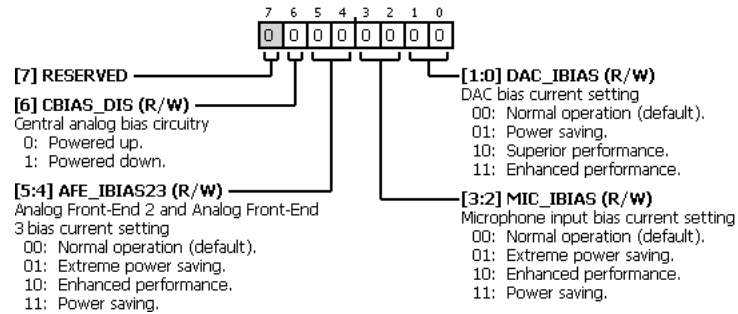 7 6 5 4 3 2 1 0
0 0 0 0 0 0 0 0
[7] RESERVED
[6] CBIAS_DIS (R/W)
Central analog bias circuitry
0: Powered up.
1: Powered down.
[5:4] AFE_IBIAS23 (R/W)
Analog Front-End 2 and Analog Front-End
3 bias current setting
00: Normal operation (default).
01: Extreme power saving.
10: Enhanced performance.
11: Power saving.
[1:0] DAC_IBIAS (R/W)
DAC bias current setting
00: Normal operation (default).
01: Power saving.
10: Superior performance.
11: Enhanced performance.
[3:2] MIC_IBIAS (R/W)
Microphone input bias current setting
00: Normal operation (default).
01: Extreme power saving.
10: Enhanced performance.
11: Power saving.